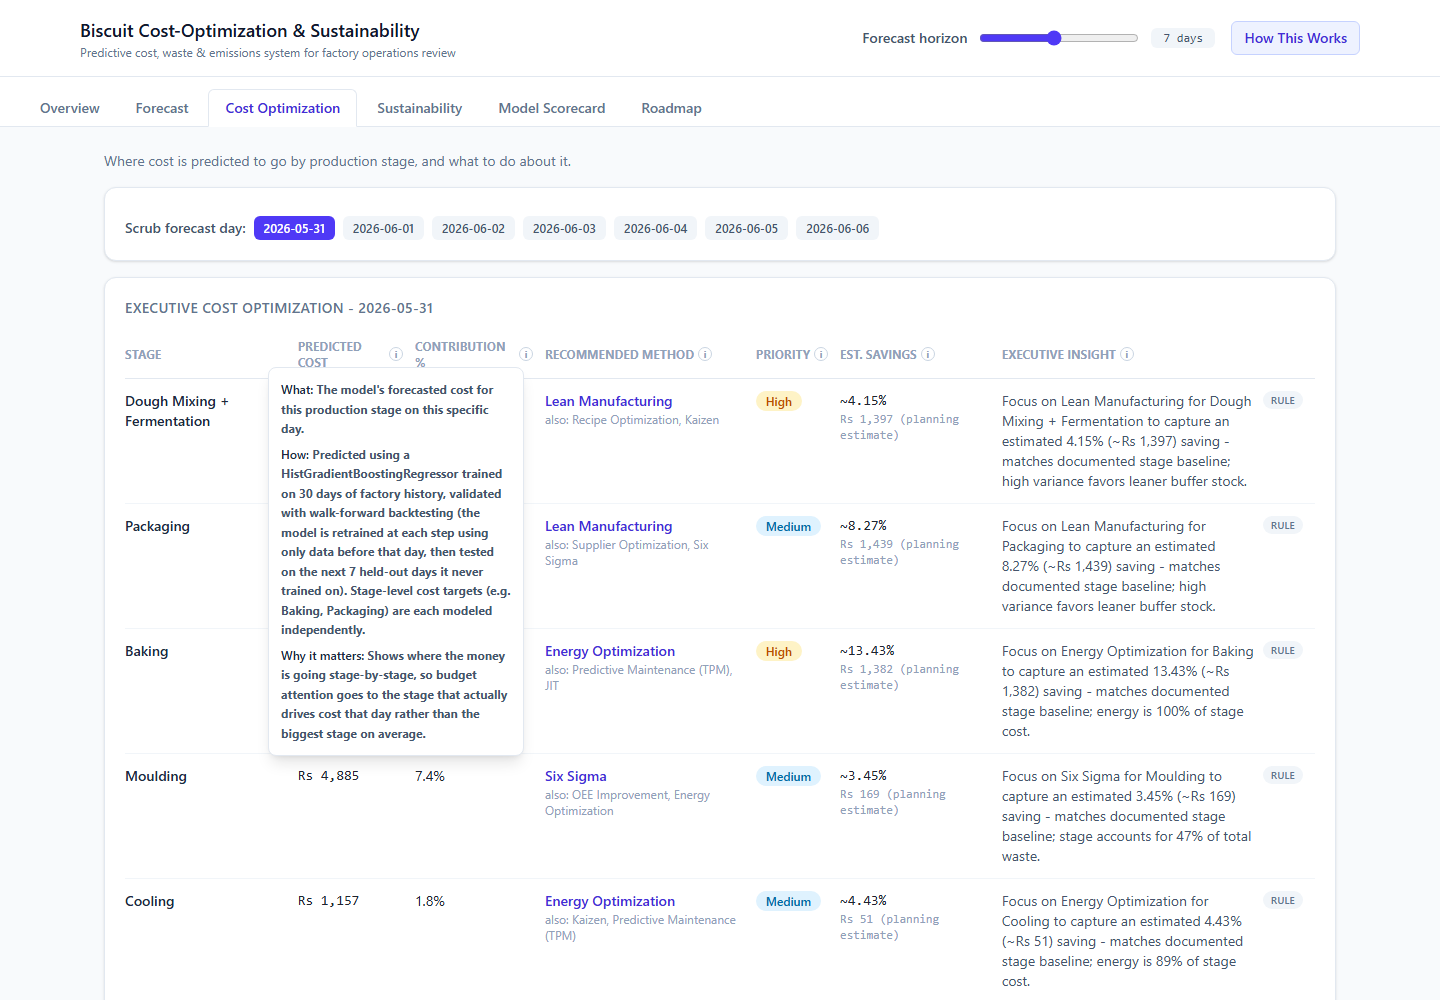 Biscuit Cost-Optimization & Sustainability
Predictive cost, waste & emissions system for factory operations review
Forecast horizon
7 days
How This Works
Overview
Forecast
Cost Optimization
Sustainability
Model Scorecard
Roadmap
Where cost is predicted to go by production stage, and what to do about it.
Scrub forecast day:
2026-05-31
2026-06-01
2026-06-02
2026-06-03
2026-06-04
2026-06-05
2026-06-06
EXECUTIVE COST OPTIMIZATION - 2026-05-31
STAGE
PREDICTED
COST
i
CONTRIBUTION
%
i
RECOMMENDED METHOD i
PRIORITY i
EST. SAVINGS i
EXECUTIVE INSIGHT i
What: The model's forecasted cost for
this production stage on this specific
day.
How: Predicted using a
HistGradientBoostingRegressor trained
on 30 days of factory history, validated
with walk-forward backtesting (the
model is retrained at each step using
only data before that day, then tested
on the next 7 held-out days it never
trained on). Stage-level cost targets (e.g.
Baking, Packaging) are each modeled
independently.
Why it matters: Shows where the money
is going stage-by-stage, so budget
attention goes to the stage that actually
drives cost that day rather than the
biggest stage on average.
Dough Mixing +
Fermentation
Lean Manufacturing
also: Recipe Optimization, Kaizen
High
~4.15%
Rs 1,397 (planning
estimate)
Focus on Lean Manufacturing for Dough
Mixing + Fermentation to capture an
estimated 4.15% (~Rs 1,397) saving -
matches documented stage baseline;
high variance favors leaner buffer stock.
RULE
Packaging
Lean Manufacturing
also: Supplier Optimization, Six
Sigma
Medium
~8.27%
Rs 1,439 (planning
estimate)
Focus on Lean Manufacturing for
Packaging to capture an estimated
8.27% (~Rs 1,439) saving - matches
documented stage baseline; high
variance favors leaner buffer stock.
RULE
Baking
Energy Optimization
also: Predictive Maintenance (TPM),
JIT
High
~13.43%
Rs 1,382 (planning
estimate)
Focus on Energy Optimization for Baking
to capture an estimated 13.43% (~Rs
1,382) saving - matches documented
stage baseline; energy is 100% of stage
cost.
RULE
Moulding
Rs 4,885
7.4%
Six Sigma
also: OEE Improvement, Energy
Optimization
Medium
~3.45%
Rs 169 (planning
estimate)
Focus on Six Sigma for Moulding to
capture an estimated 3.45% (~Rs 169)
saving - matches documented stage
baseline; stage accounts for 47% of total
waste.
RULE
Cooling
Rs 1,157
1.8%
Energy Optimization
also: Kaizen, Predictive Maintenance
(TPM)
Medium
~4.43%
Rs 51 (planning
estimate)
Focus on Energy Optimization for
Cooling to capture an estimated 4.43%
(~Rs 51) saving - matches documented
stage baseline; energy is 89% of stage
cost.
RULE